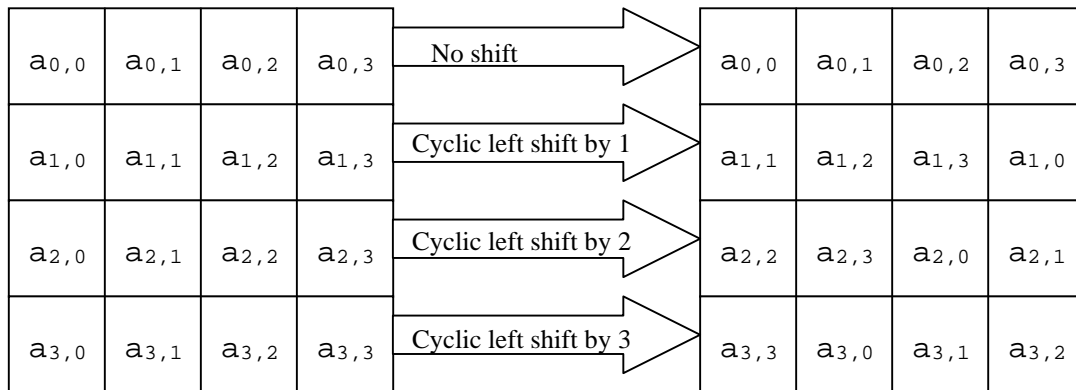 a0,0 a0,1 a0,2 a0,3 No shift a0,0 a0,1 a0,2 a0,3
a1,0 a1,1 a1,2 a1,3 Cyclic left shift by 1 a1,1 a1,2 a1,3 a1,0
a2,0 a2,1 a2,2 a2,3 Cyclic left shift by 2 a2,2 a2,3 a2,0 a2,1
a3,0 a3,1 a3,2 a3,3 Cyclic left shift by 3 a3,3 a3,0 a3,1 a3,2